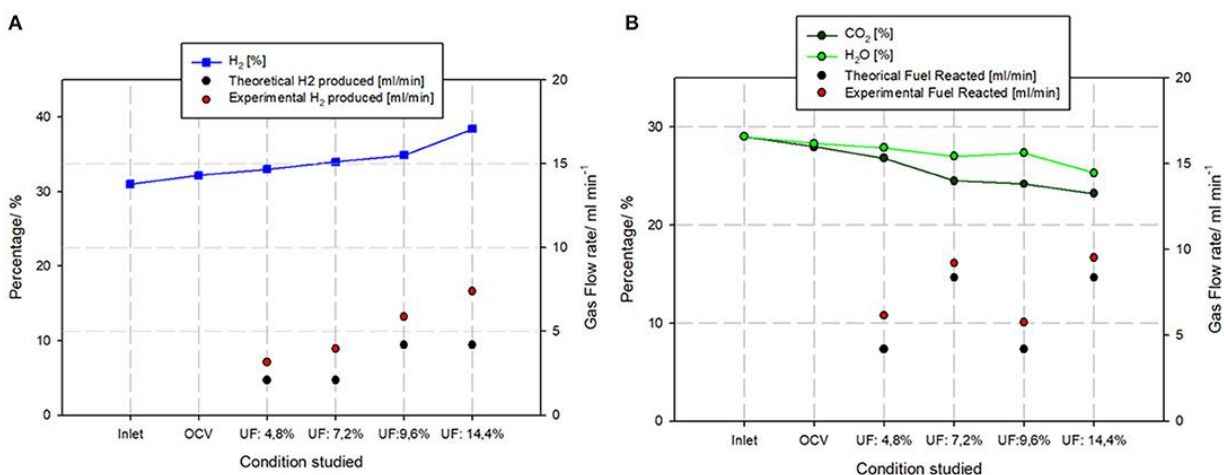 A
H₂ [%]
Theoretical H2 produced [ml/min]
Experimental H₂ produced [ml/min]
40
30
20
10
0
Percentage/ %
20
15
10
5
0
Gas Flow rate/ ml min⁻¹
Inlet OCV UF: 4,8% UF: 7,2% UF:9,6% UF: 14,4%
Condition studied
B
CO₂ [%]
H₂O [%]
Theorical Fuel Reacted [ml/min]
Experimental Fuel Reacted [ml/min]
30
20
10
0
Percentage/ %
20
15
10
5
0
Gas Flow rate/ ml min⁻¹
Inlet OCV UF: 4,8% UF: 7,2% UF:9,6% UF: 14,4%
Condition studied